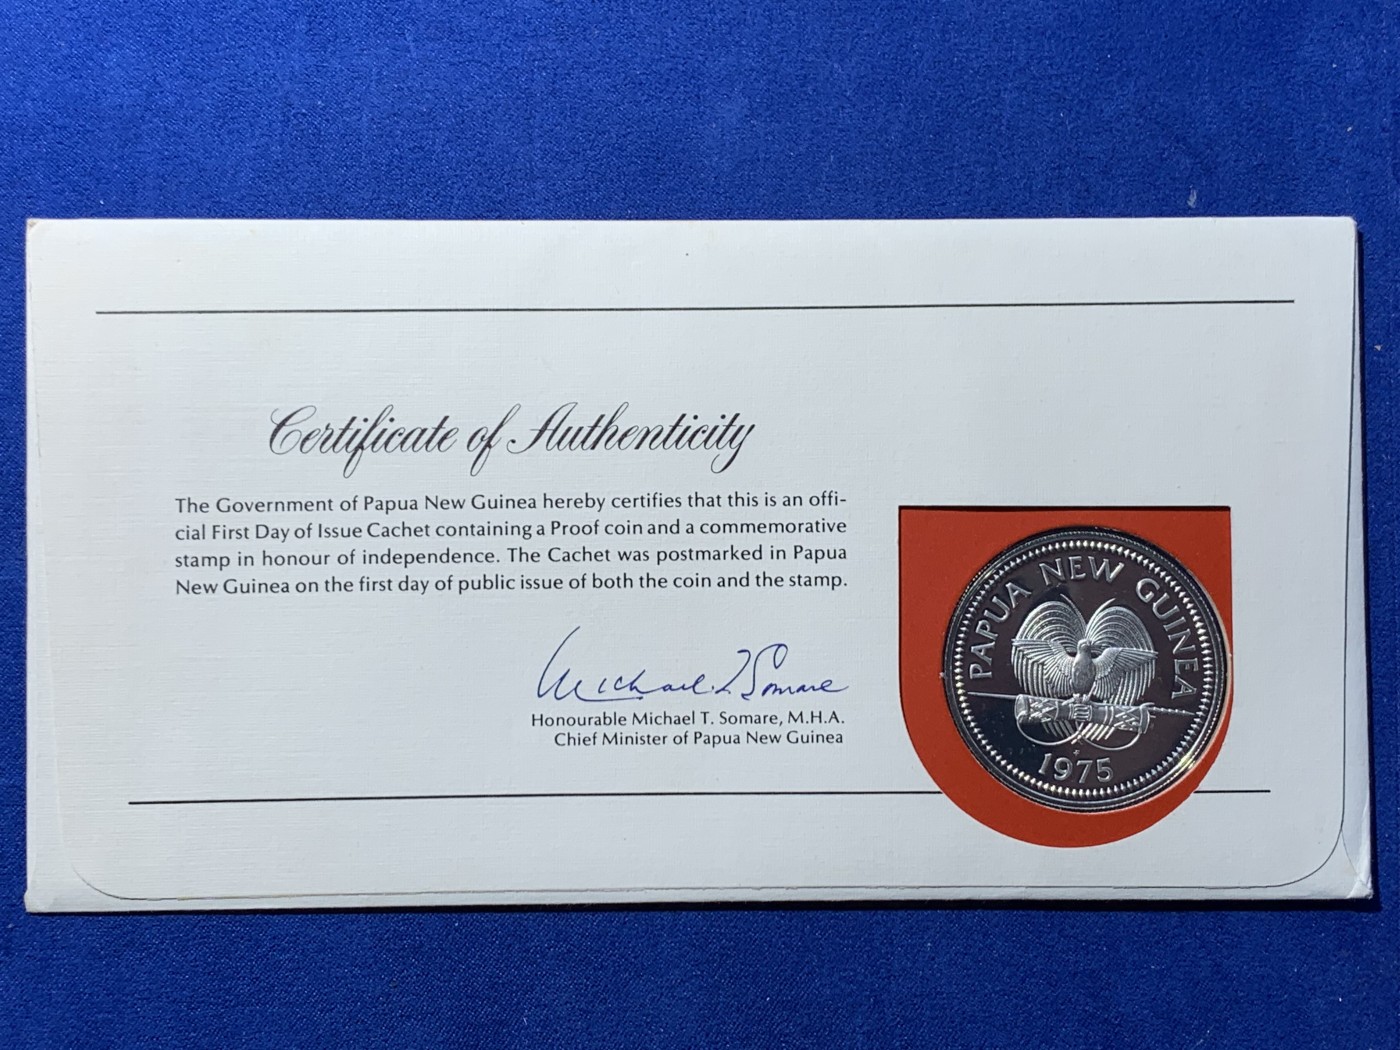 Certificate of Authenticity
The Government of Papua New Guinea hereby certifies that this is an offi-
cial First Day of Issue Cachet containing a Proof coin and a commemorative
stamp in honour of independence. The Cachet was postmarked in Papua
New Guinea on the first day of public issue of both the coin and the stamp.
Michael T Somare
Honourable Michael T. Somare, M.H.A.
Chief Minister of Papua New Guinea
PAPUA NEW GUINEA
1975